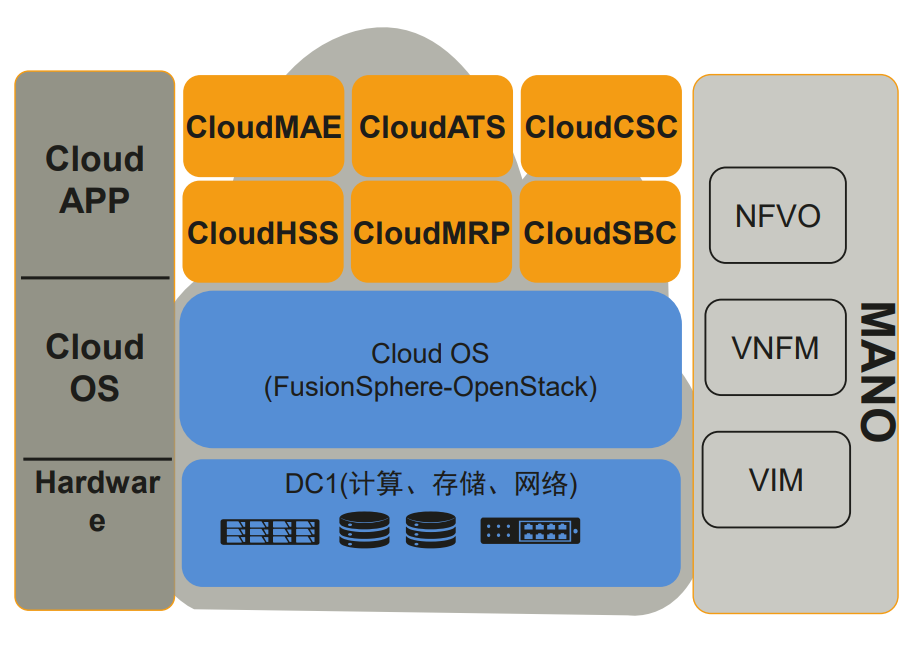 Cloud
APP
Cloud
OS
Hardwar
e
CloudMAE
CloudATS
CloudCSC
CloudHSS
CloudMRP
CloudSBC
Cloud OS
(FusionSphere-OpenStack)
DC1(计算、存储、网络)
NFVO
VNFM
VIM
MANO